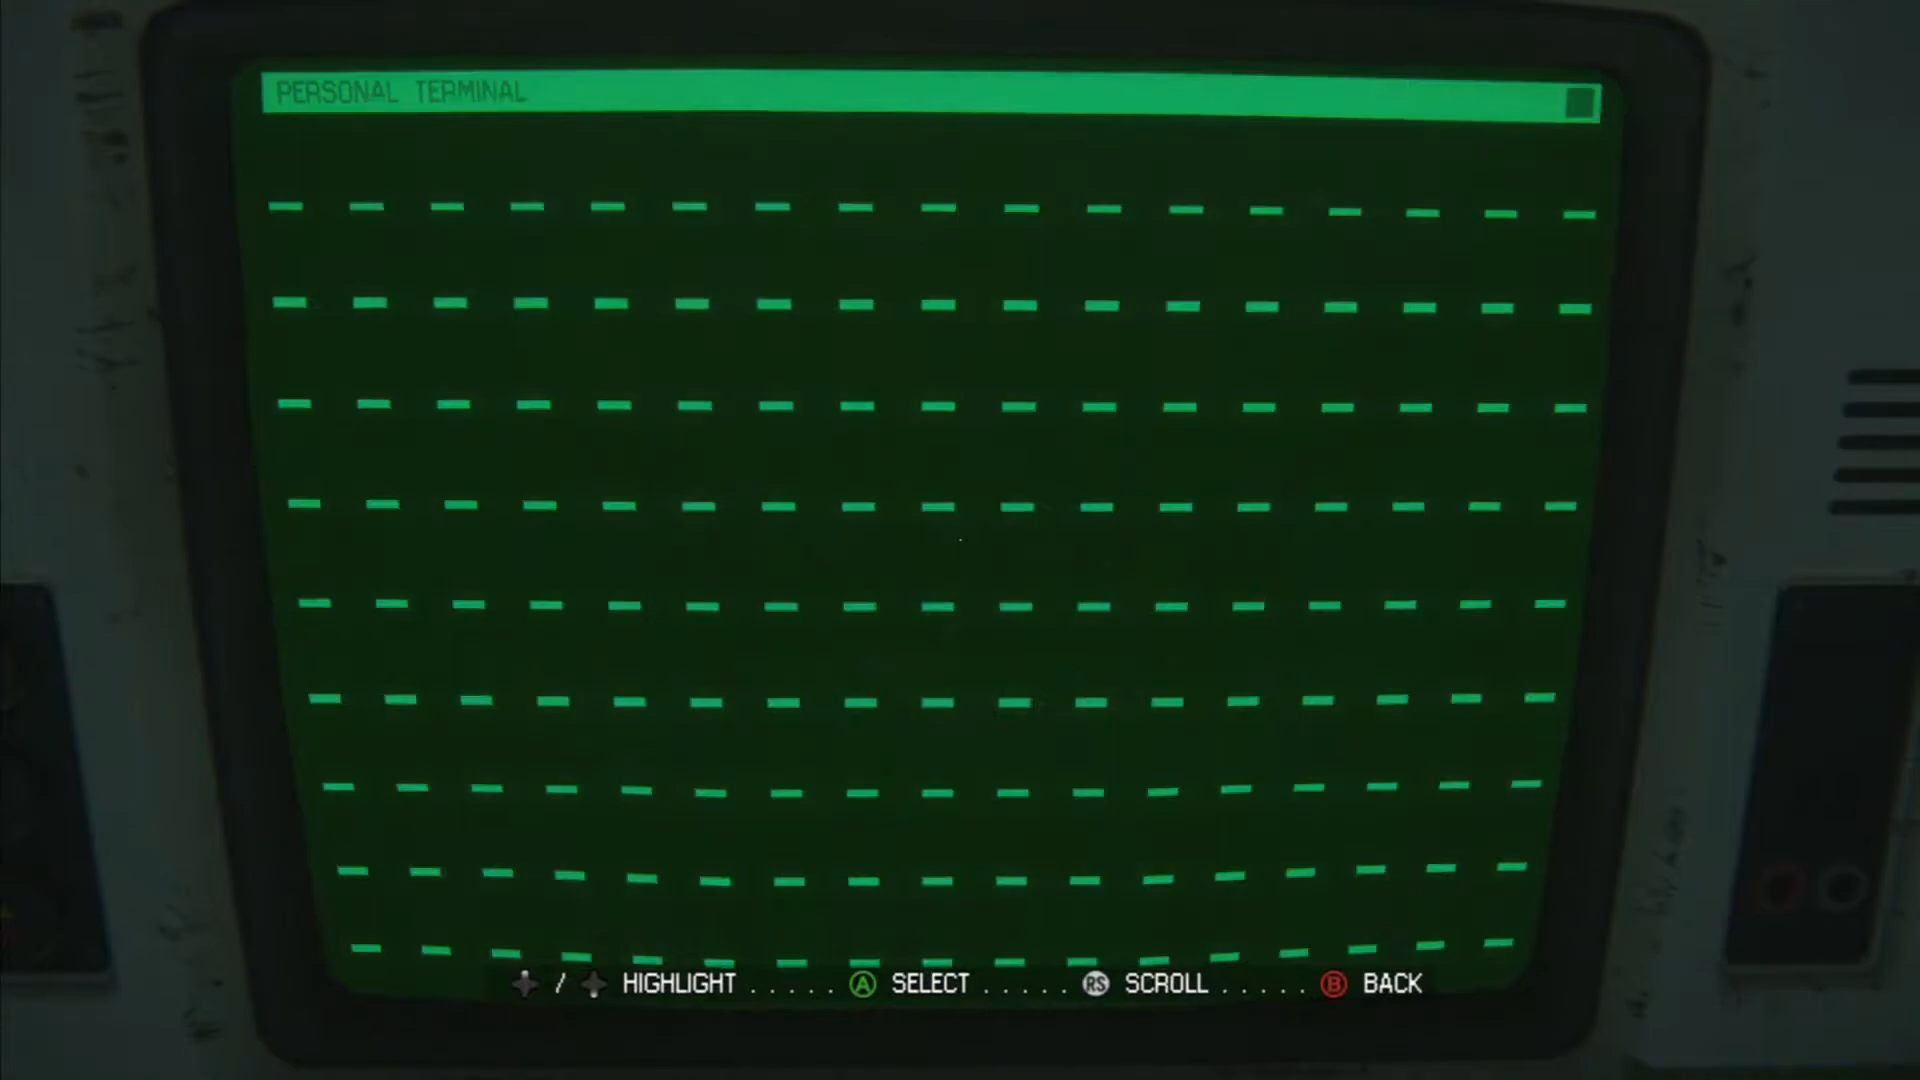 PERSONAL TERMINAL
/ HIGHLIGHT ..... A SELECT ..... RS SCROLL ..... B BACK